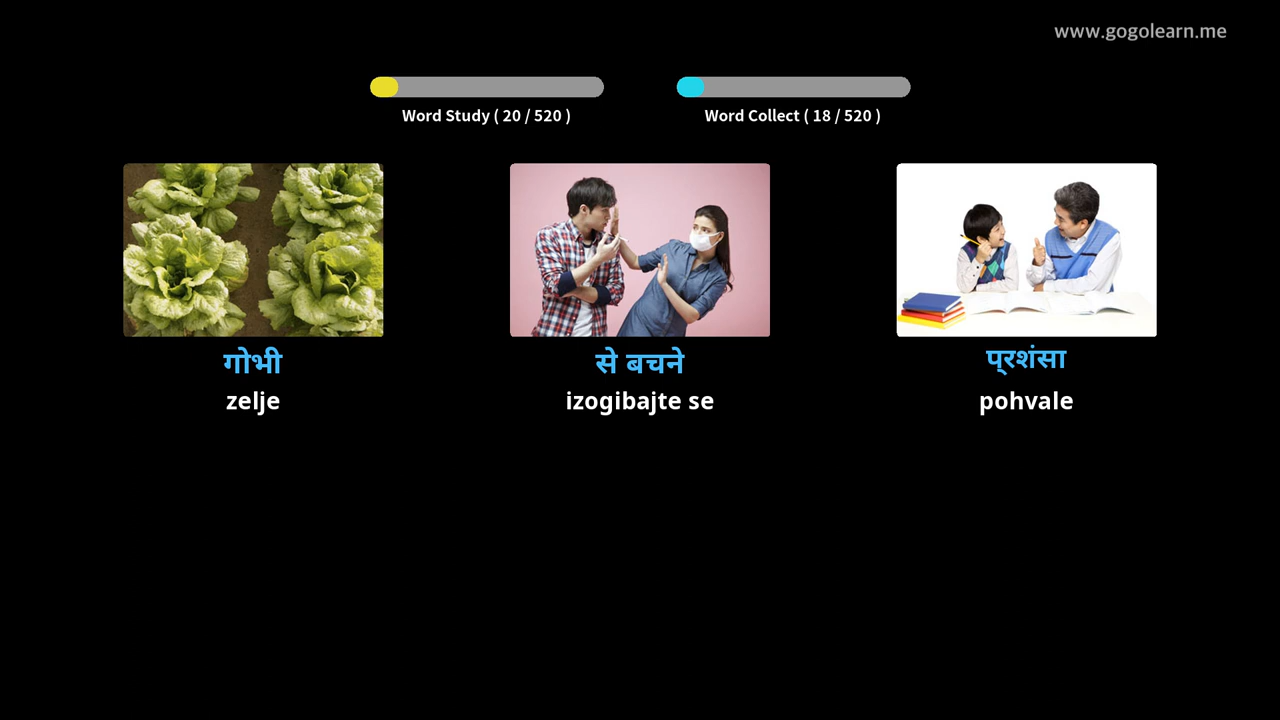 www.gogolearn.me
Word Study ( 20 / 520 )
Word Collect ( 18 / 520 )
गोभी
से बचने
प्रशंसा
zelje
izogibajte se
pohvale